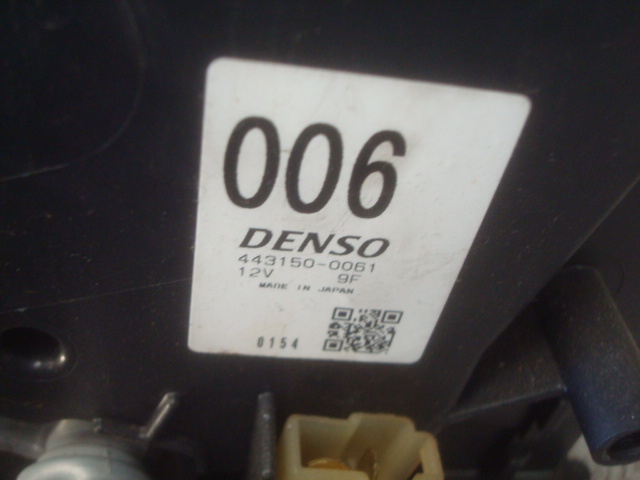 006
DENSO
443150-0061
12V 9F
MADE IN JAPAN
0154